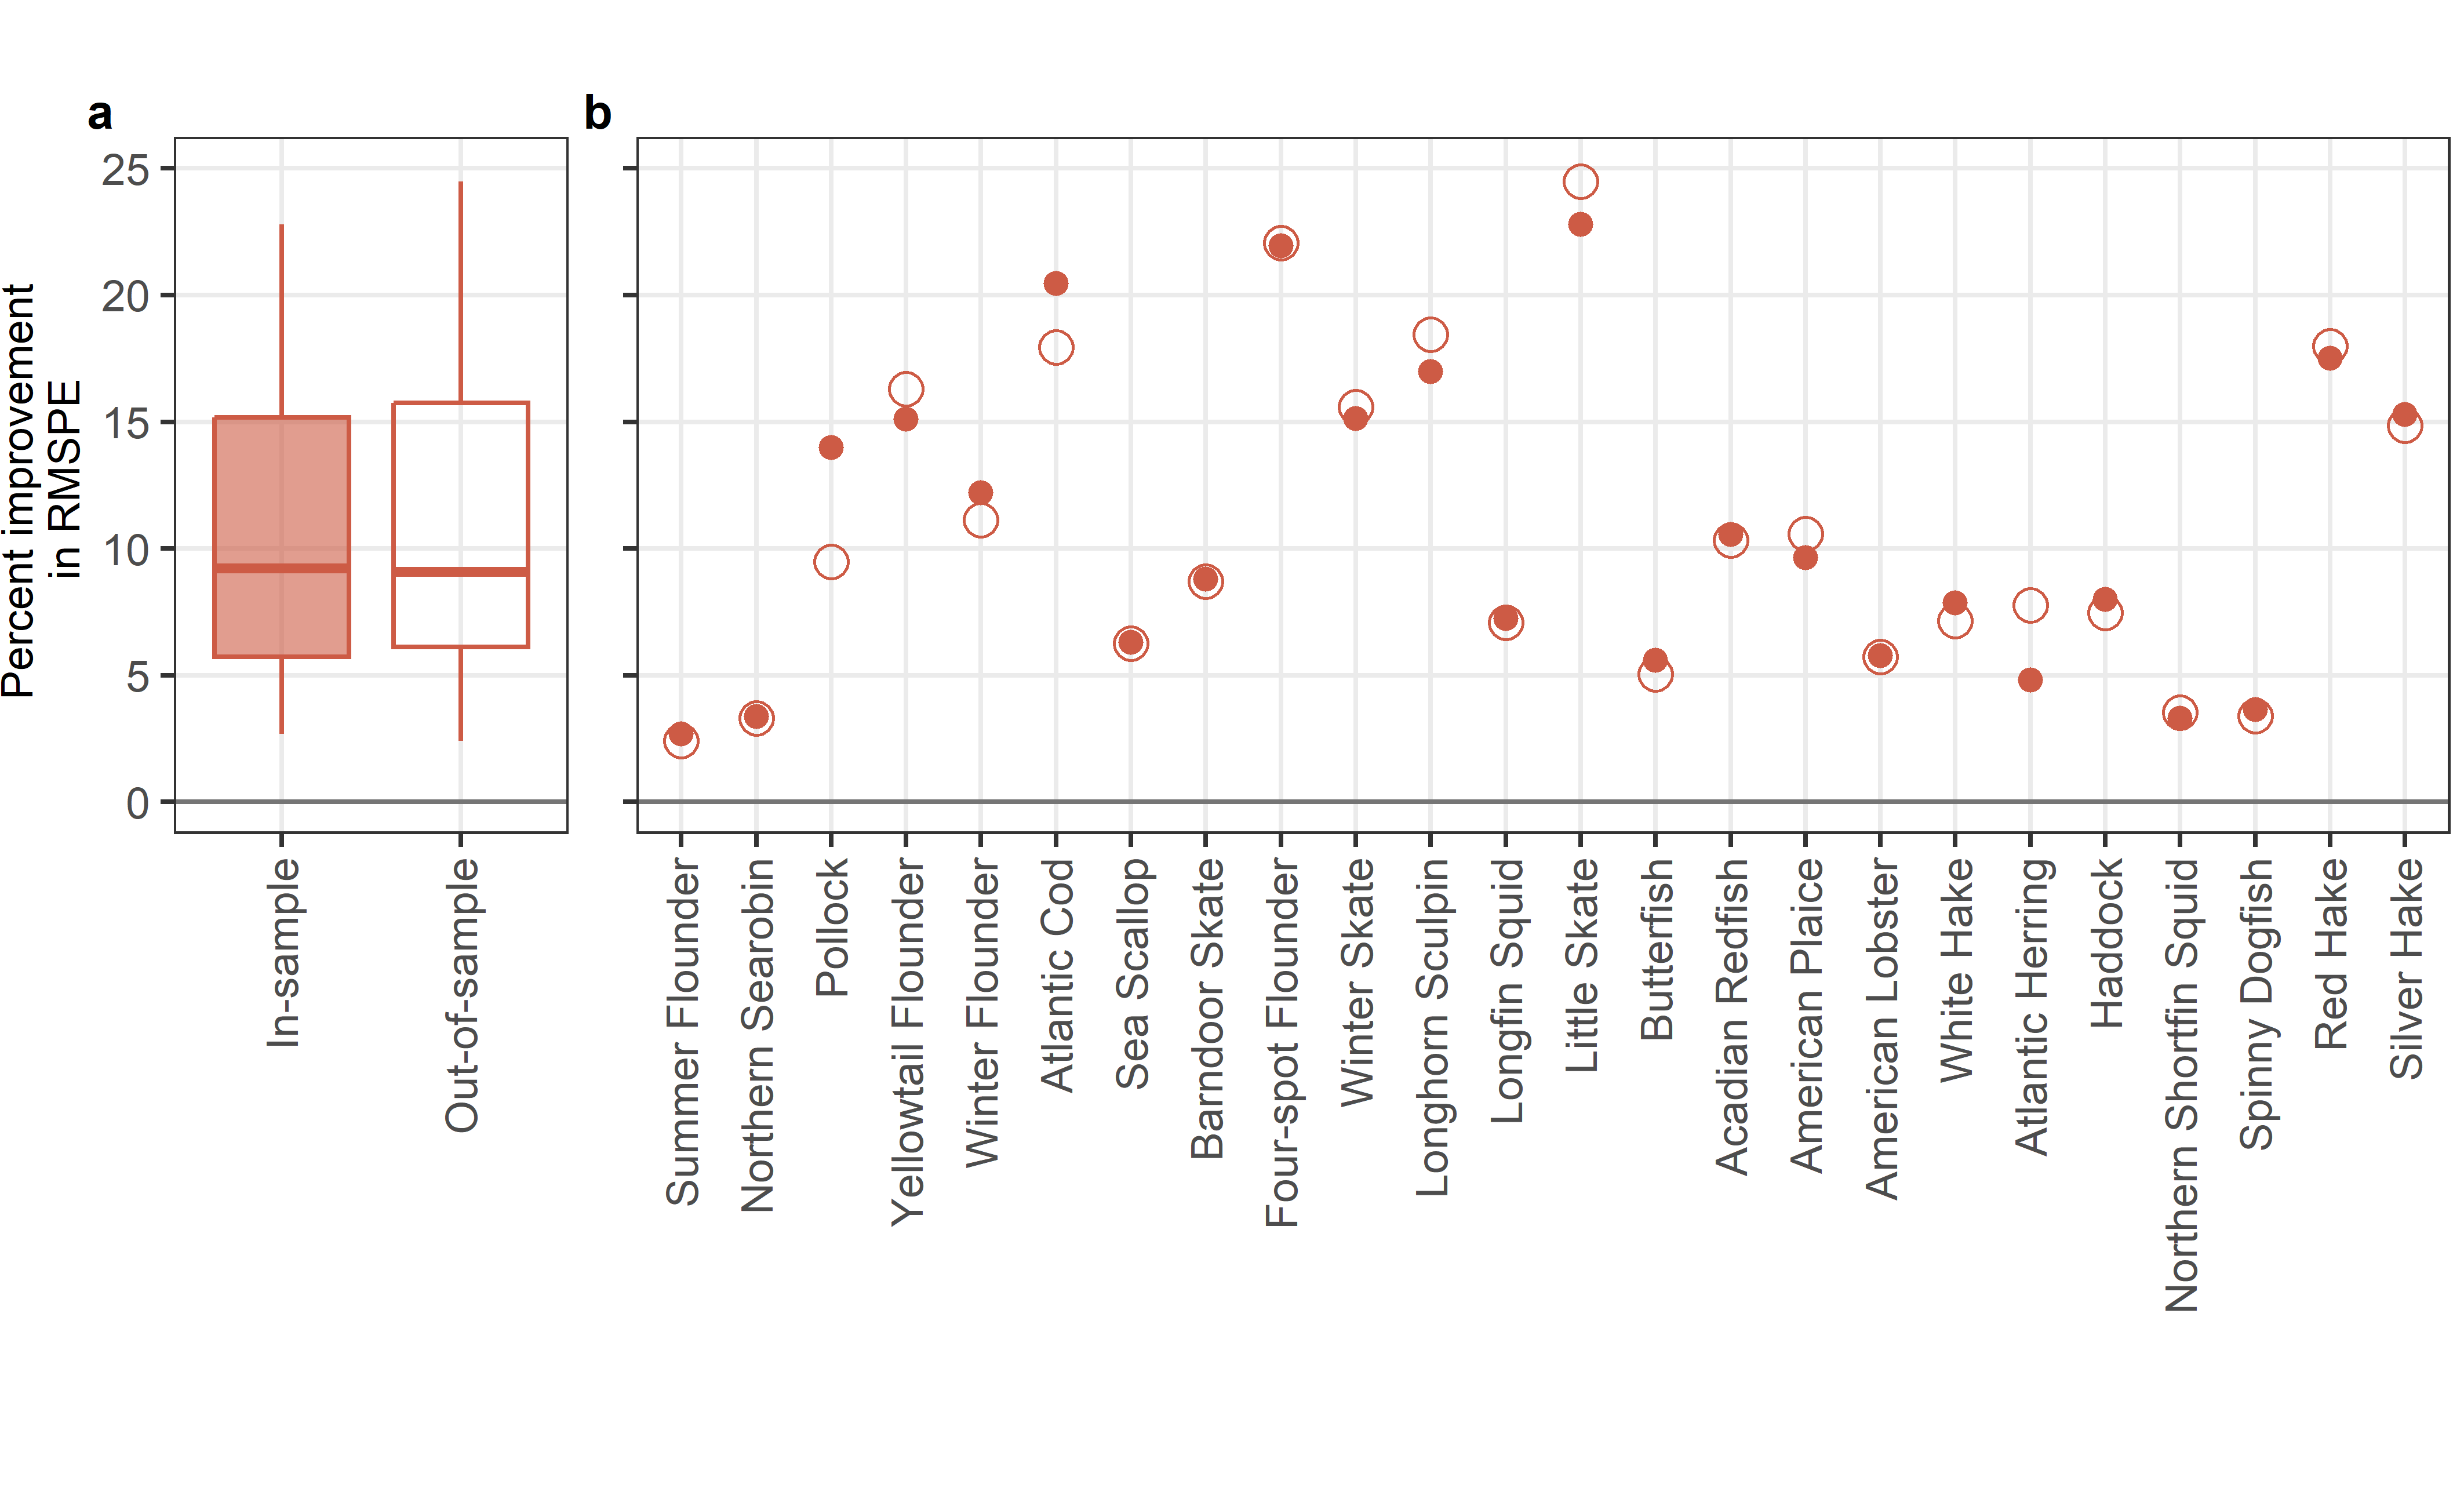 a
b
Percent improvement
in RMSPE
25
20
15
10
5
0
In-sample
Out-of-sample
Summer Flounder
Northern Searobin
Pollock
Yellowtail Flounder
Winter Flounder
Atlantic Cod
Sea Scallop
Barndoor Skate
Four-spot Flounder
Winter Skate
Longhorn Sculpin
Longfin Squid
Little Skate
Butterfish
Acadian Redfish
American Plaice
American Lobster
White Hake
Atlantic Herring
Haddock
Northern Shortfin Squid
Spinny Dogfish
Red Hake
Silver Hake